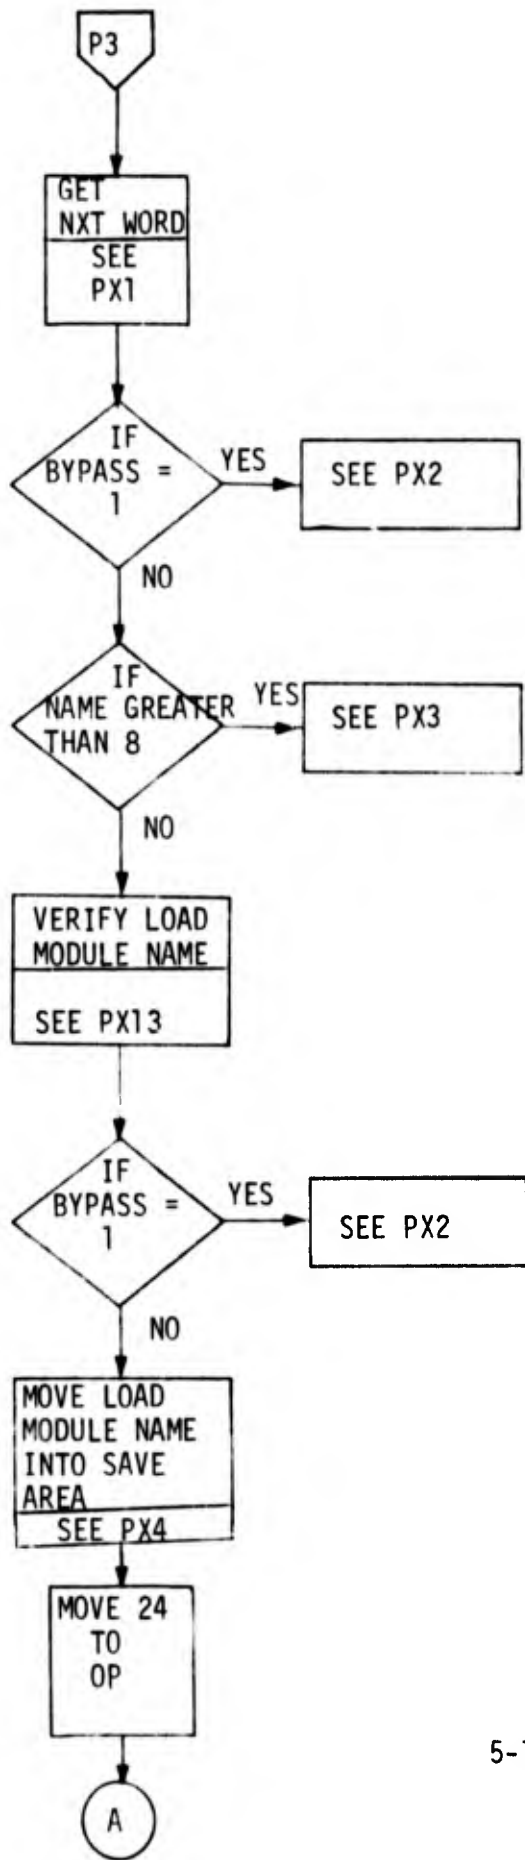 P3
GET
NXT WORD
SEE
PX1
IF
BYPASS =
1
YES
SEE PX2
NO
IF
NAME GREATER
THAN 8
YES
SEE PX3
NO
VERIFY LOAD
MODULE NAME
SEE PX13
IF
BYPASS =
1
YES
SEE PX2
NO
MOVE LOAD
MODULE NAME
INTO SAVE
AREA
SEE PX4
MOVE 24
TO
OP
5-
A